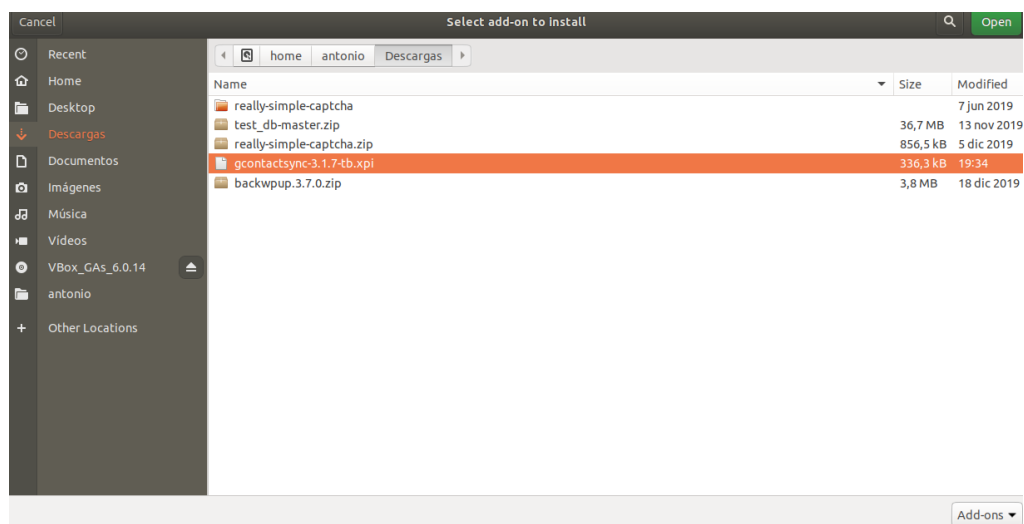 Cancel Select add-on to install Open
Recent
Home
Desktop
Descargas
Documentos
Imágenes
Música
Vídeos
VBox_GAs_6.0.14
antonio
+ Other Locations
home antonio Descargas
Name Size Modified
really-simple-captcha 7 jun 2019
test_db-master.zip 36,7 MB 13 nov 2019
really-simple-captcha.zip 856,5 kB 5 dic 2019
gcontactsync-3.1.7-tb.xpi 336,3 kB 19:34
backwpup.3.7.0.zip 3,8 MB 18 dic 2019
Add-ons